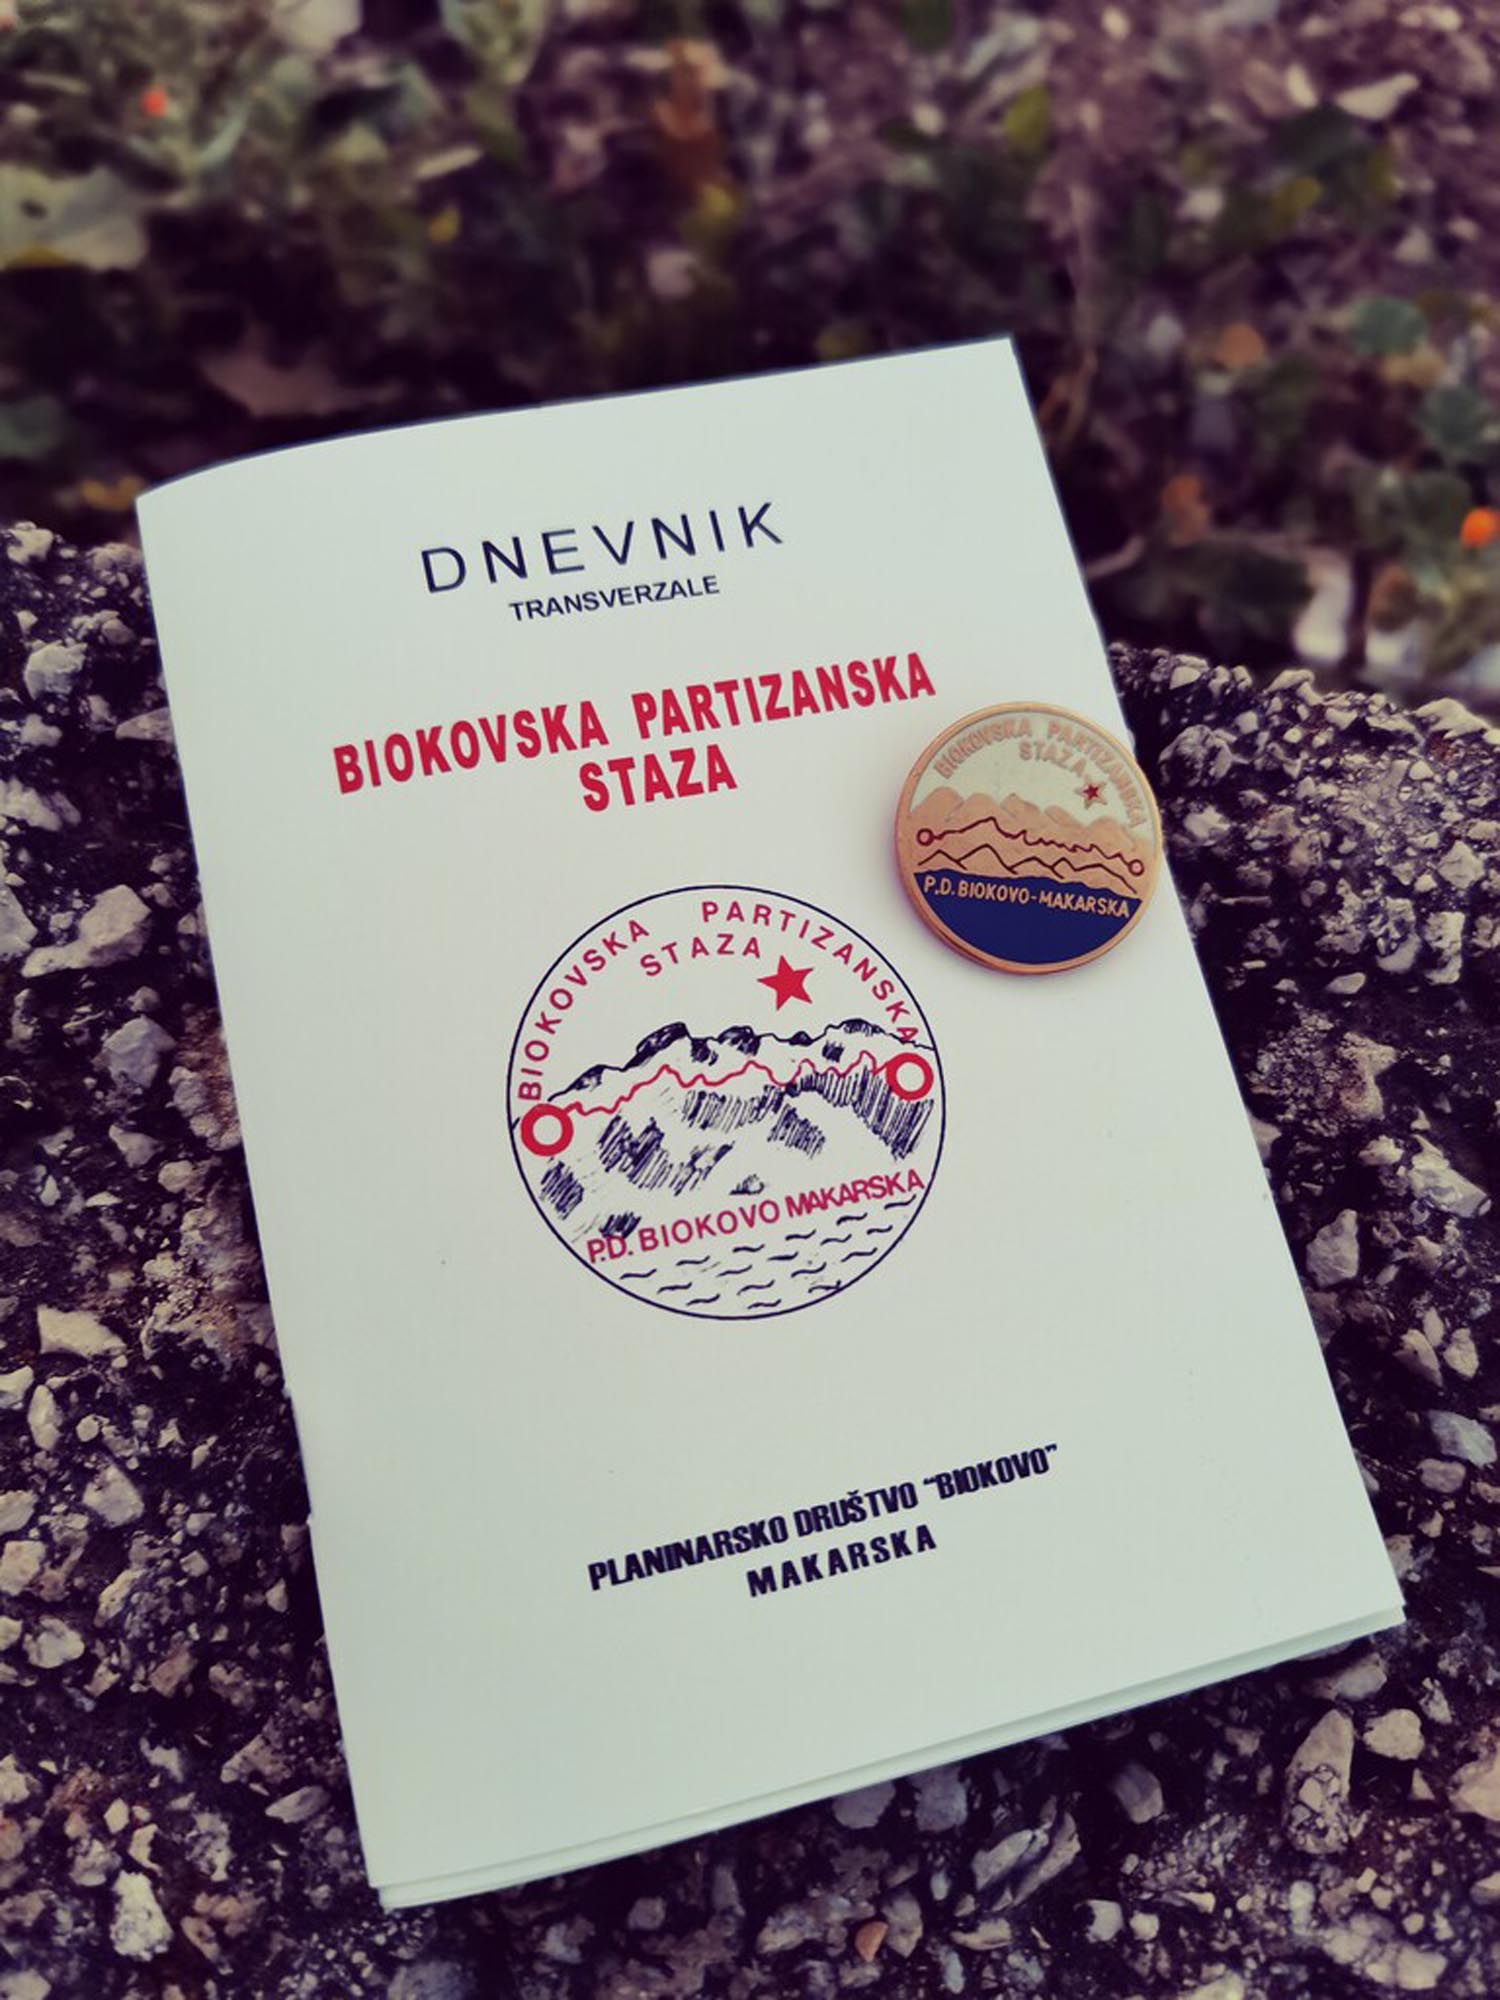 DNEVNIK
TRANSVERZALE
BIOKOVSKA PARTIZANSKA
STAZA
BIOKOVSKA PARTIZANSKA
STAZA
P.D. BIOKOVO-MAKARSKA
BIOKOVSKA PARTIZANSKA
STAZA
P.D. BIOKOVO MAKARSKA
PLANINARSKO DRUŠTVO “BIOKOVO”
MAKARSKA